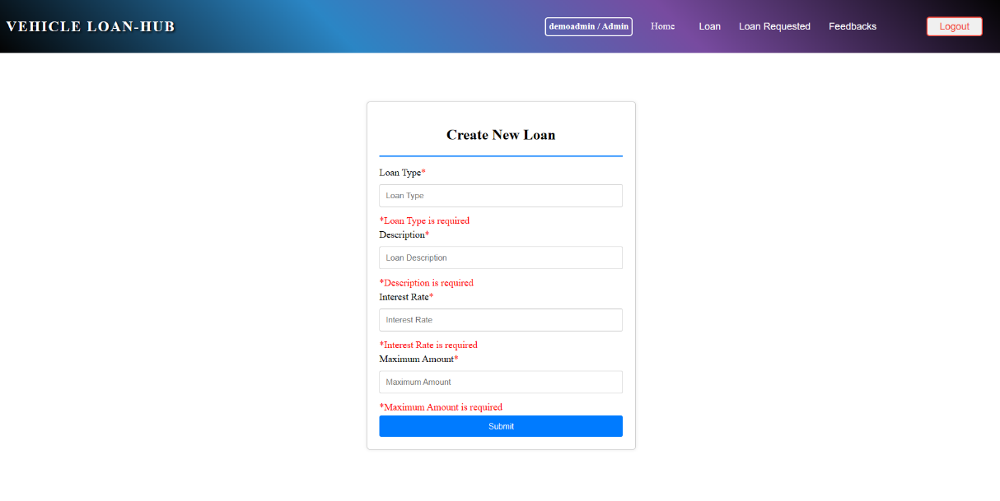 VEHICLE LOAN-HUB
demoadmin / Admin
Home
Loan
Loan Requested
Feedbacks
Logout
Create New Loan
Loan Type*
Loan Type
*Loan Type is required
Description*
Loan Description
*Description is required
Interest Rate*
Interest Rate
*Interest Rate is required
Maximum Amount*
Maximum Amount
*Maximum Amount is required
Submit